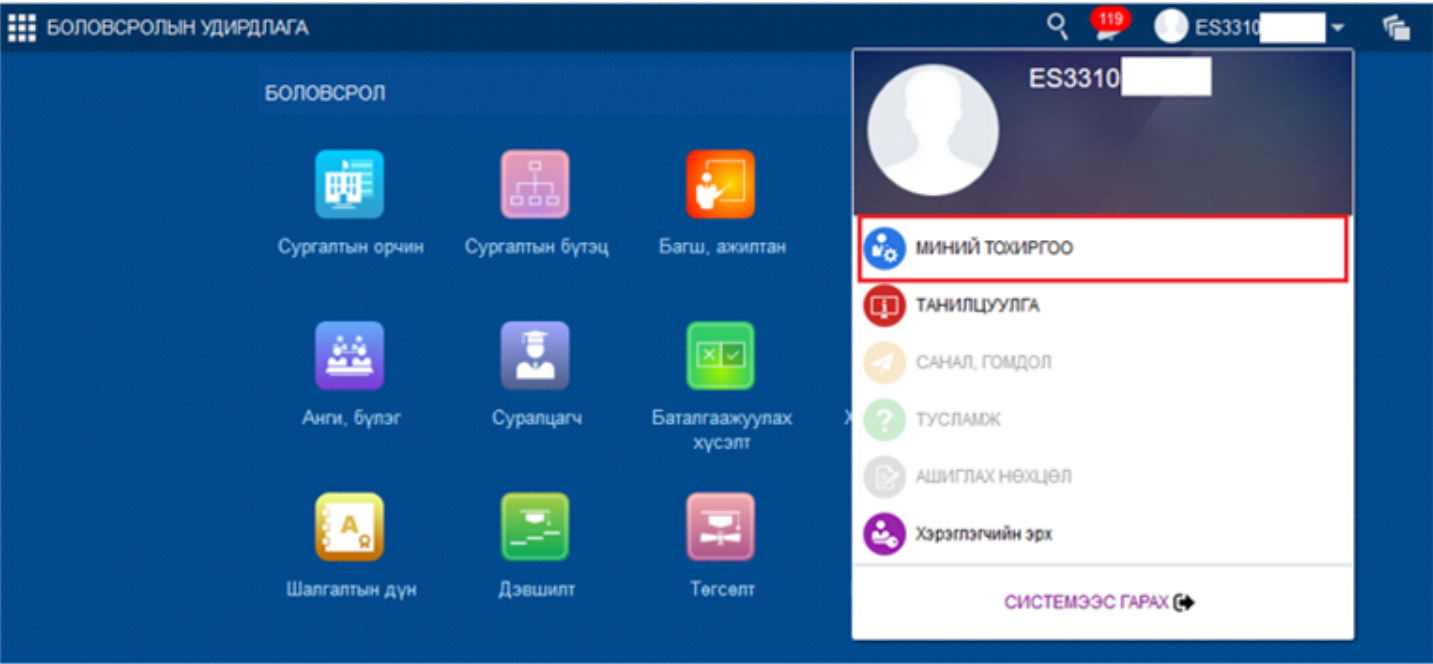 БОЛОВСРОЛЫН УДИРДЛАГА
119
ES3310
БОЛОВСРОЛ
ES3310
Сургалтын орчин
Сургалтын бүтэц
Багш, ажилтан
Анги, бүлэг
Суралцагч
Баталгаажуулах
хүсэлт
Х
Шалгалтын дүн
Дэвшилт
Төгсөлт
МИНИЙ ТОХИРГОО
ТАНИЛЦУУЛГА
САНАЛ, ГОМДОЛ
ТУСЛАМЖ
АШИГЛАХ НӨХЦӨЛ
Хэрэглэгчийн эрх
СИСТЕМЭЭС ГАРАХ